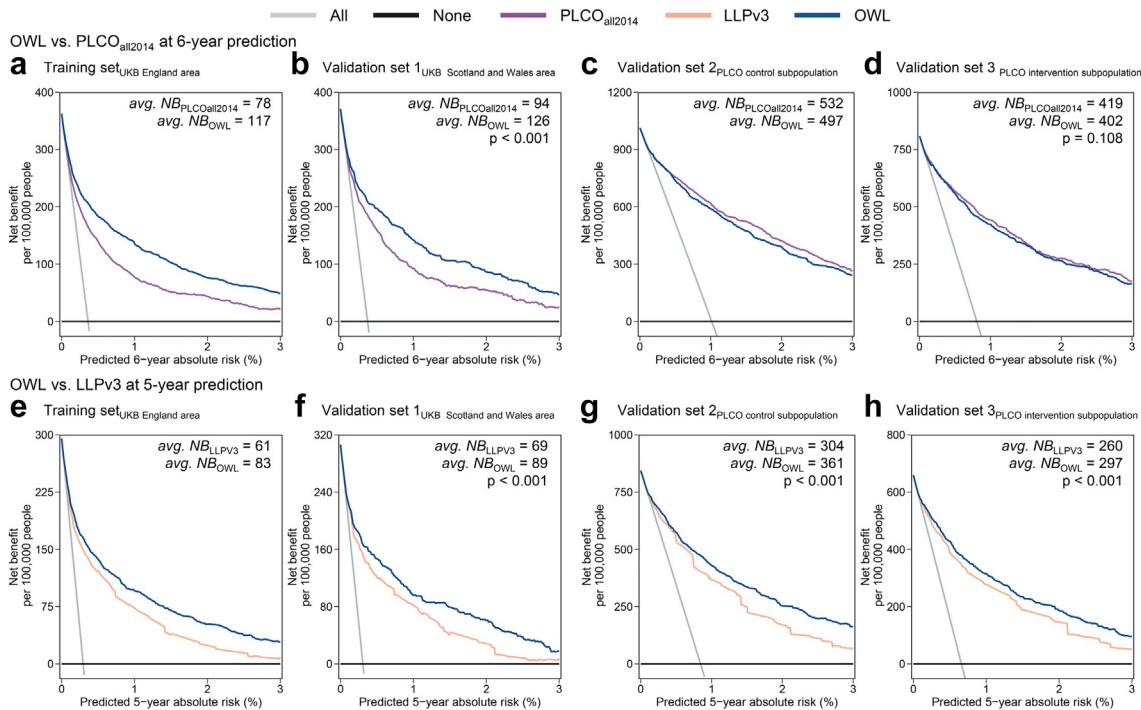 All None PLCOall2014 LLPv3 OWL
OWL vs. PLCOall2014 at 6-year prediction
a Training setUKB England area
400
300
200
100
0
Net benefit
per 100,000 people
avg. NBPLCOall2014 = 78
avg. NBOWL = 117
0 1 2 3
Predicted 6-year absolute risk (%)
b Validation set 1UKB Scotland and Wales area
400
300
200
100
0
Net benefit
per 100,000 people
avg. NBPLCOall2014 = 94
avg. NBOWL = 126
p < 0.001
0 1 2 3
Predicted 6-year absolute risk (%)
c Validation set 2PLCO control subpopulation
1200
900
600
300
0
Net benefit
per 100,000 people
avg. NBPLCOall2014 = 532
avg. NBOWL = 497
0 1 2 3
Predicted 6-year absolute risk (%)
d Validation set 3 PLCO intervention subpopulation
1000
750
500
250
0
Net benefit
per 100,000 people
avg. NBPLCOall2014 = 419
avg. NBOWL = 402
p = 0.108
0 1 2 3
Predicted 6-year absolute risk (%)
OWL vs. LLPv3 at 5-year prediction
e Training setUKB England area
300
225
150
75
0
Net benefit
per 100,000 people
avg. NBLLPV3 = 61
avg. NBOWL = 83
0 1 2 3
Predicted 5-year absolute risk (%)
f Validation set 1UKB Scotland and Wales area
320
240
160
80
0
Net benefit
per 100,000 people
avg. NBLLPV3 = 69
avg. NBOWL = 89
p < 0.001
0 1 2 3
Predicted 5-year absolute risk (%)
g Validation set 2PLCO control subpopulation
1000
750
500
250
0
Net benefit
per 100,000 people
avg. NBLLPV3 = 304
avg. NBOWL = 361
p < 0.001
0 1 2 3
Predicted 5-year absolute risk (%)
h Validation set 3PLCO intervention subpopulation
800
600
400
200
0
Net benefit
per 100,000 people
avg. NBLLPV3 = 260
avg. NBOWL = 297
p < 0.001
0 1 2 3
Predicted 5-year absolute risk (%)